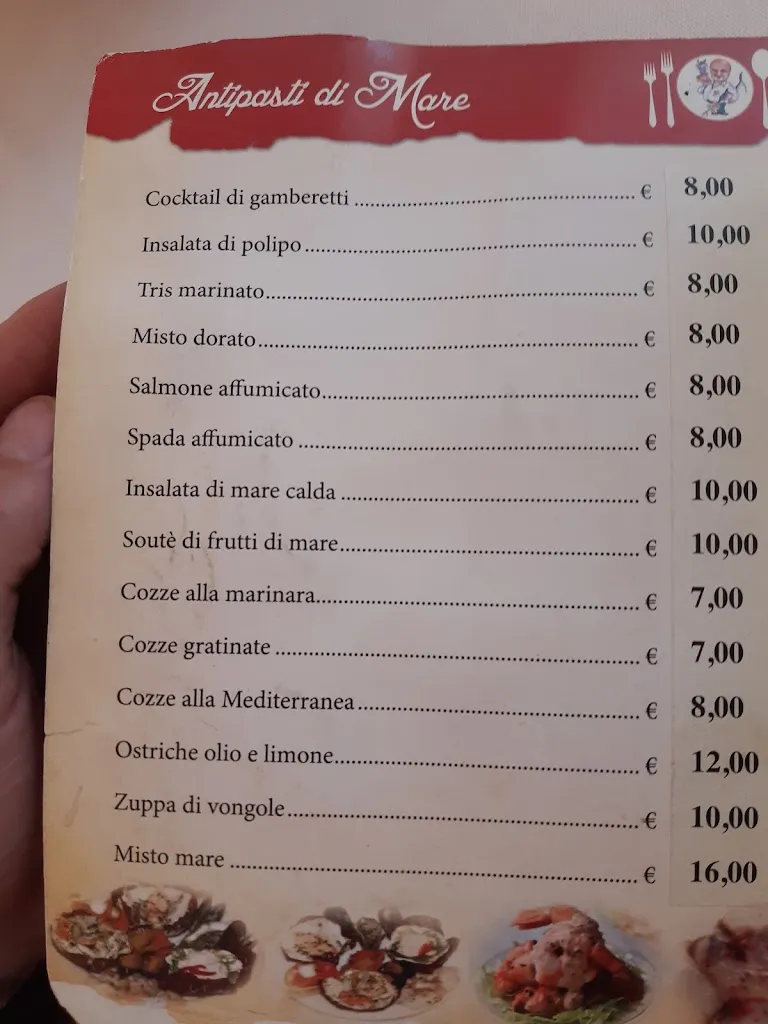 Antipasti di Mare
Cocktail di gamberetti ........ € 8,00
Insalata di polipo ........ € 10,00
Tris marinato ........ € 8,00
Misto dorato ........ € 8,00
Salmone affumicato ........ € 8,00
Spada affumicato ........ € 8,00
Insalata di mare calda ........ € 10,00
Soutè di frutti di mare ........ € 10,00
Cozze alla marinara ........ € 7,00
Cozze gratinate ........ € 7,00
Cozze alla Mediterranea ........ € 8,00
Ostriche olio e limone ........ € 12,00
Zuppa di vongole ........ € 10,00
Misto mare ........ € 16,00